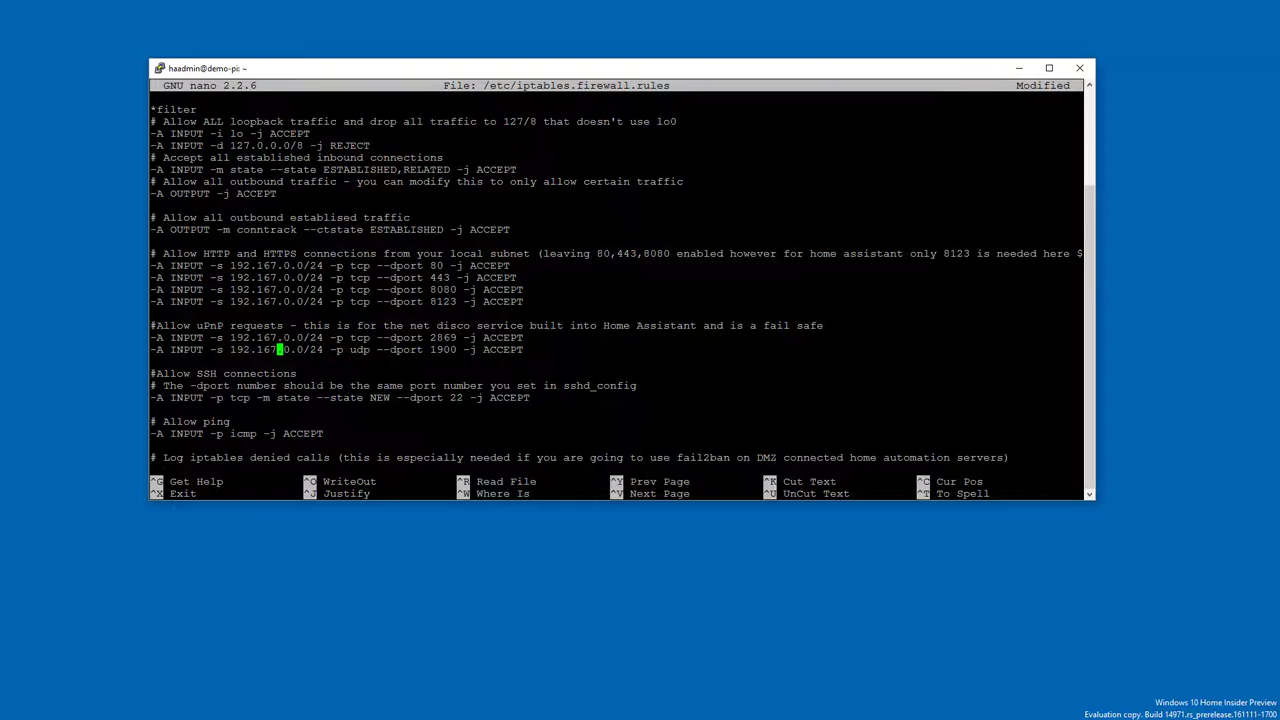 haadmin@demo-pi: ~
GNU nano 2.2.6 File: /etc/iptables.firewall.rules Modified
*filter
# Allow ALL loopback traffic and drop all traffic to 127/8 that doesn't use lo0
-A INPUT -i lo -j ACCEPT
-A INPUT -d 127.0.0.0/8 -j REJECT
# Accept all established inbound connections
-A INPUT -m state --state ESTABLISHED,RELATED -j ACCEPT
# Allow all outbound traffic - you can modify this to only allow certain traffic
-A OUTPUT -j ACCEPT
# Allow all outbound establised traffic
-A OUTPUT -m conntrack --ctstate ESTABLISHED -j ACCEPT
# Allow HTTP and HTTPS connections from your local subnet (leaving 80,443,8080 enabled however for home assistant only 8123 is needed here $
-A INPUT -s 192.167.0.0/24 -p tcp --dport 80 -j ACCEPT
-A INPUT -s 192.167.0.0/24 -p tcp --dport 443 -j ACCEPT
-A INPUT -s 192.167.0.0/24 -p tcp --dport 8080 -j ACCEPT
-A INPUT -s 192.167.0.0/24 -p tcp --dport 8123 -j ACCEPT
#Allow uPnP requests - this is for the net disco service built into Home Assistant and is a fail safe
-A INPUT -s 192.167.0.0/24 -p tcp --dport 2869 -j ACCEPT
-A INPUT -s 192.167.0.0/24 -p udp --dport 1900 -j ACCEPT
#Allow SSH connections
# The -dport number should be the same port number you set in sshd_config
-A INPUT -p tcp -m state --state NEW --dport 22 -j ACCEPT
# Allow ping
-A INPUT -p icmp -j ACCEPT
# Log iptables denied calls (this is especially needed if you are going to use fail2ban on DMZ connected home automation servers)
^G Get Help ^O WriteOut ^R Read File ^Y Prev Page ^K Cut Text ^C Cur Pos
^X Exit ^J Justify ^W Where Is ^V Next Page ^U UnCut Text ^T To Spell
Windows 10 Home Insider Preview
Evaluation copy. Build 14971.rs_prerelease.161111-1700